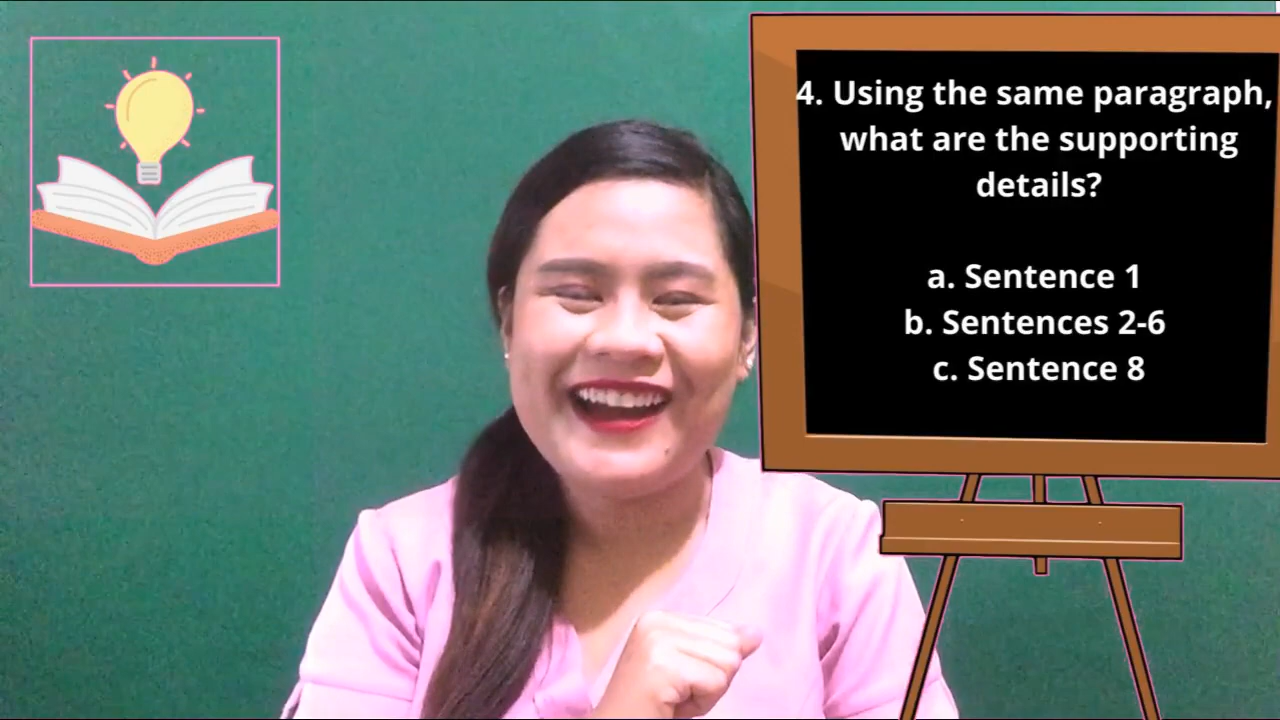 4. Using the same paragraph,
what are the supporting
details?
a. Sentence 1
b. Sentences 2-6
c. Sentence 8